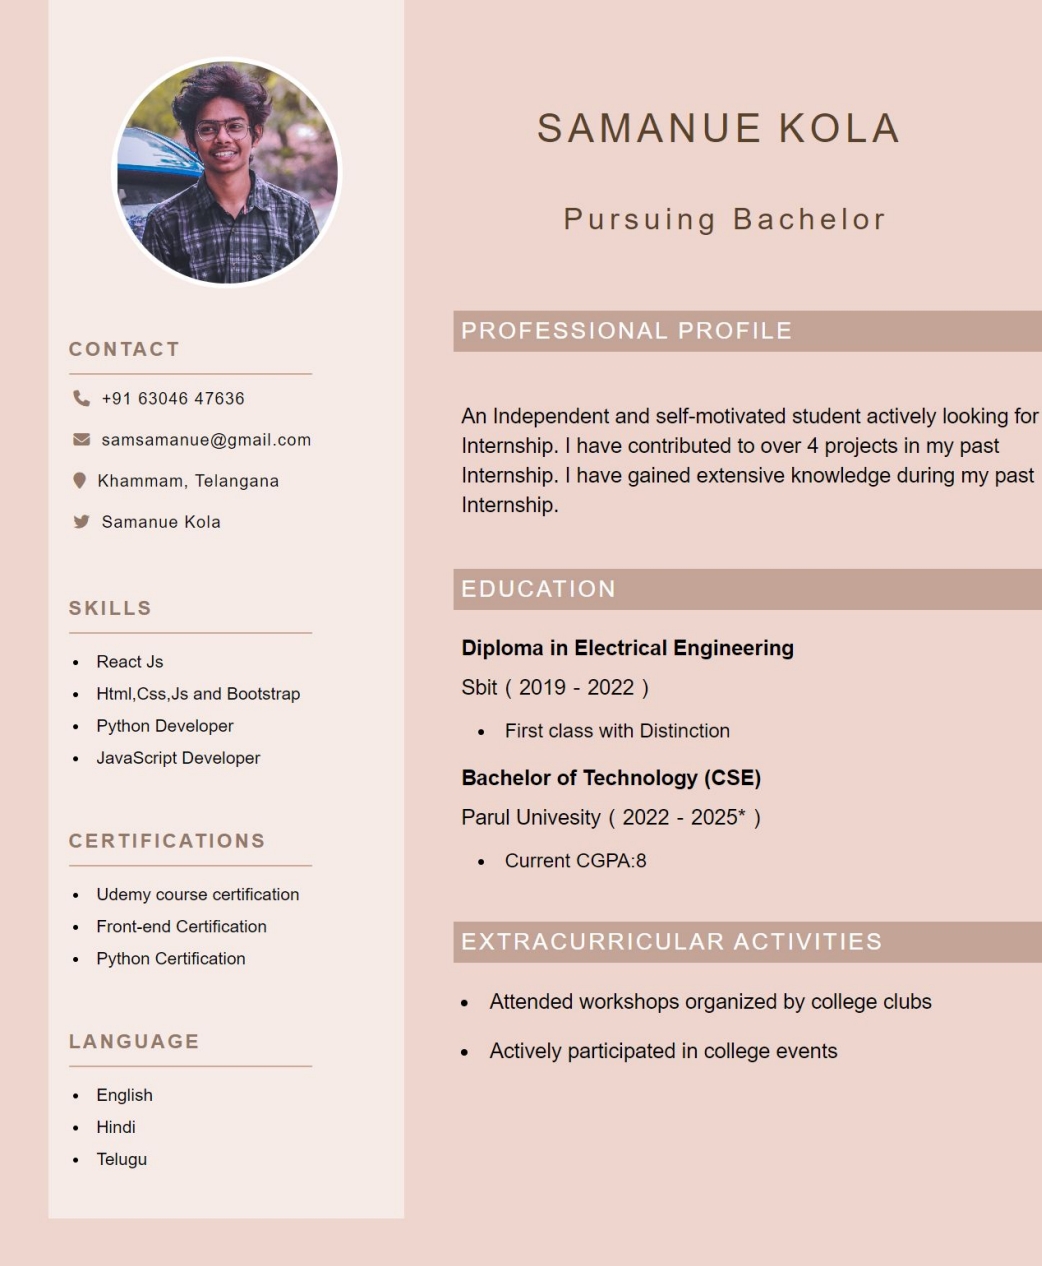 SAMANUE KOLA
Pursuing Bachelor
CONTACT
+91 63046 47636
samsamanue@gmail.com
Khammam, Telangana
Samanue Kola
SKILLS
• React Js
• Html,Css,Js and Bootstrap
• Python Developer
• JavaScript Developer
CERTIFICATIONS
• Udemy course certification
• Front-end Certification
• Python Certification
LANGUAGE
• English
• Hindi
• Telugu
PROFESSIONAL PROFILE
An Independent and self-motivated student actively looking for
Internship. I have contributed to over 4 projects in my past
Internship. I have gained extensive knowledge during my past
Internship.
EDUCATION
Diploma in Electrical Engineering
Sbit ( 2019 - 2022 )
• First class with Distinction
Bachelor of Technology (CSE)
Parul Univesity ( 2022 - 2025* )
• Current CGPA:8
EXTRACURRICULAR ACTIVITIES
• Attended workshops organized by college clubs
• Actively participated in college events